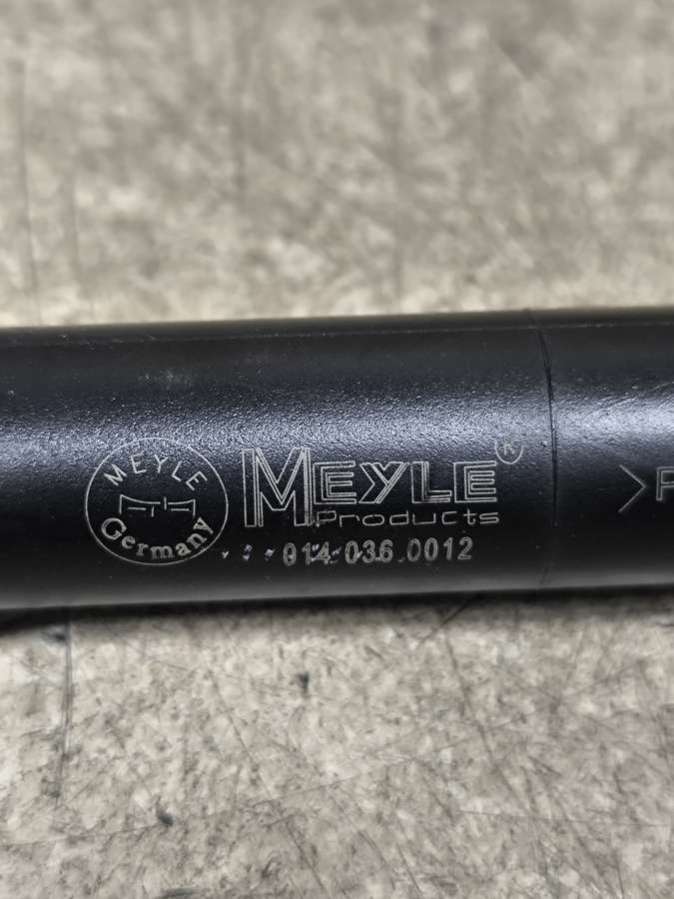 MEYLE
Germany
MEYLE®
Products
014 036 0012
>P